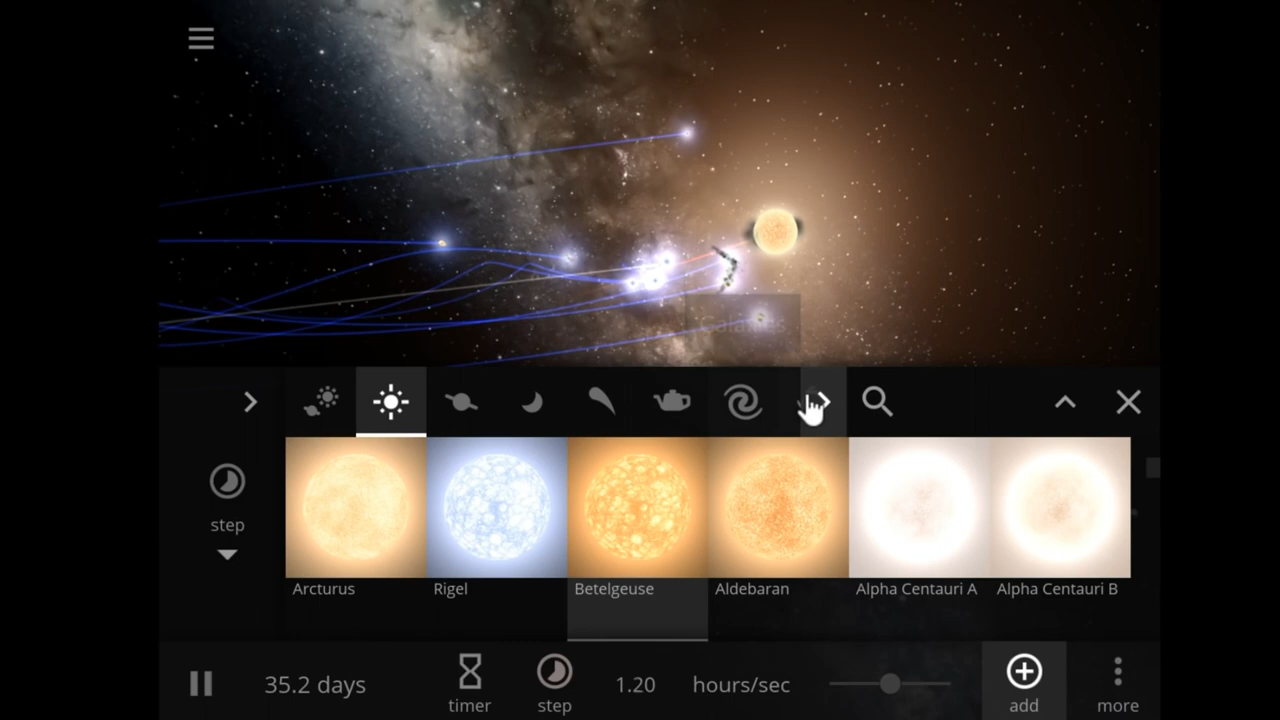 Galaxies
step
Arcturus
Rigel
Betelgeuse
Aldebaran
Alpha Centauri A
Alpha Centauri B
35.2 days
timer
step
1.20
hours/sec
add
more